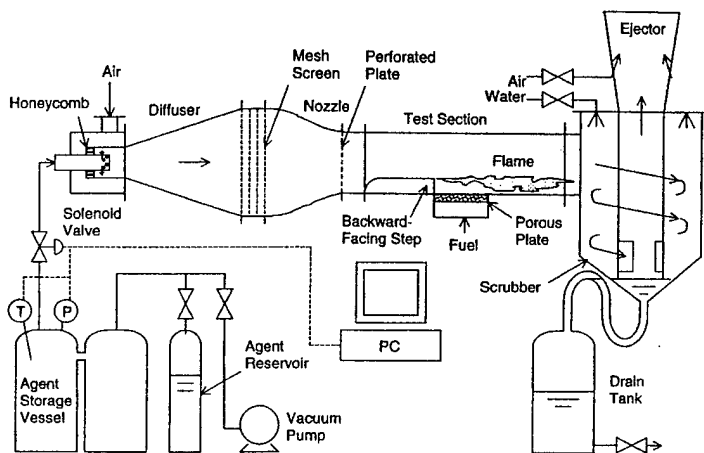 Ejector
Mesh
Screen
Perforated
Plate
Air
Air
Water
Honeycomb
Diffuser
Nozzle
Test Section
Flame
Backward-
Facing Step
Fuel
Porous
Plate
Solenoid
Valve
Scrubber
T
P
PC
Agent
Reservoir
Agent
Storage
Vessel
Vacuum
Pump
Drain
Tank